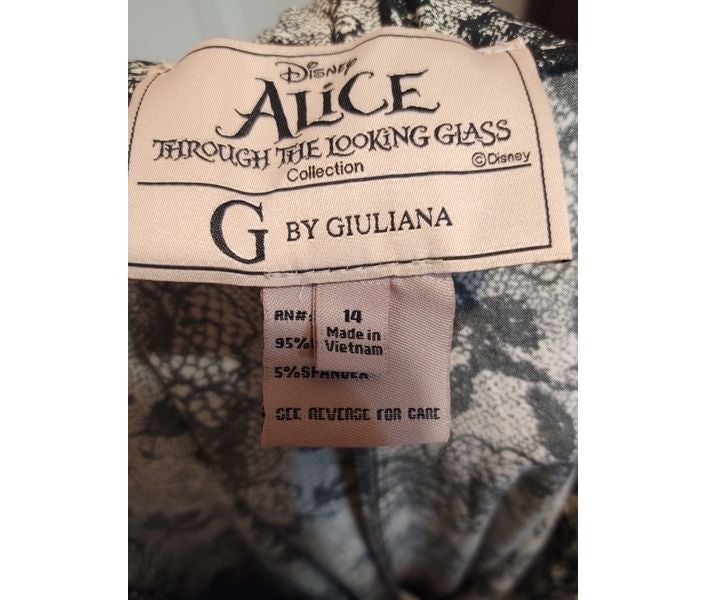 Disney
ALiCE
THROUGH THE LOOKiNG GLASS
Collection ©Disney
G BY GIULIANA
RN#: 14
Made in
95% Vietnam
5%
SEE REVERSE FOR CARE